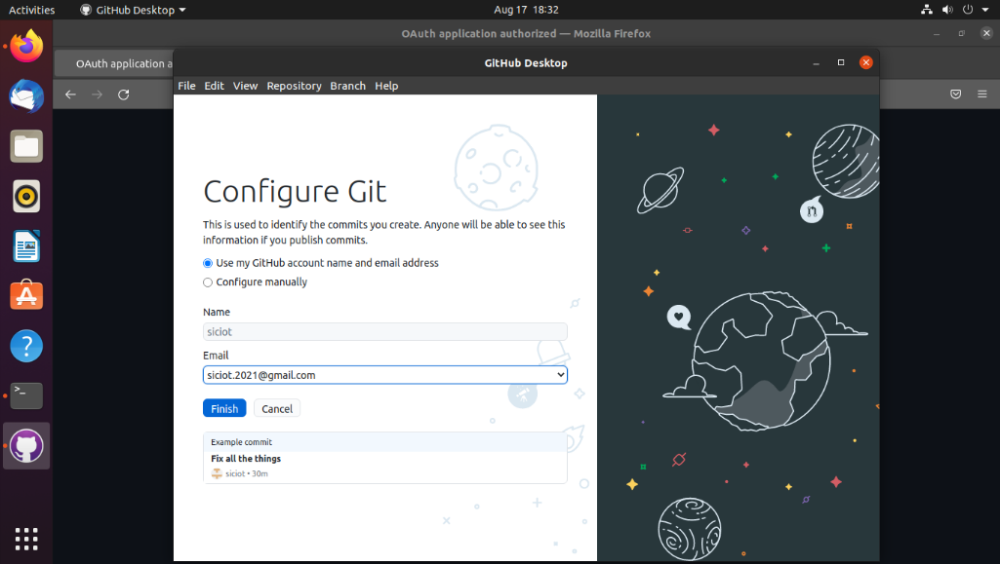 Activities
GitHub Desktop
Aug 17 18:32
OAuth application authorized — Mozilla Firefox
OAuth application a
GitHub Desktop
File Edit View Repository Branch Help
Configure Git
This is used to identify the commits you create. Anyone will be able to see this
information if you publish commits.
Use my GitHub account name and email address
Configure manually
Name
siciot
Email
siciot.2021@gmail.com
Finish
Cancel
Example commit
Fix all the things
siciot • 30m